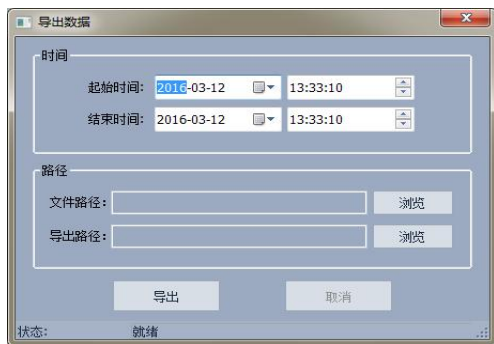 导出数据
时间
起始时间: 2016-03-12 13:33:10
结束时间: 2016-03-12 13:33:10
路径
文件路径: 浏览
导出路径: 浏览
导出 取消
状态: 就绪